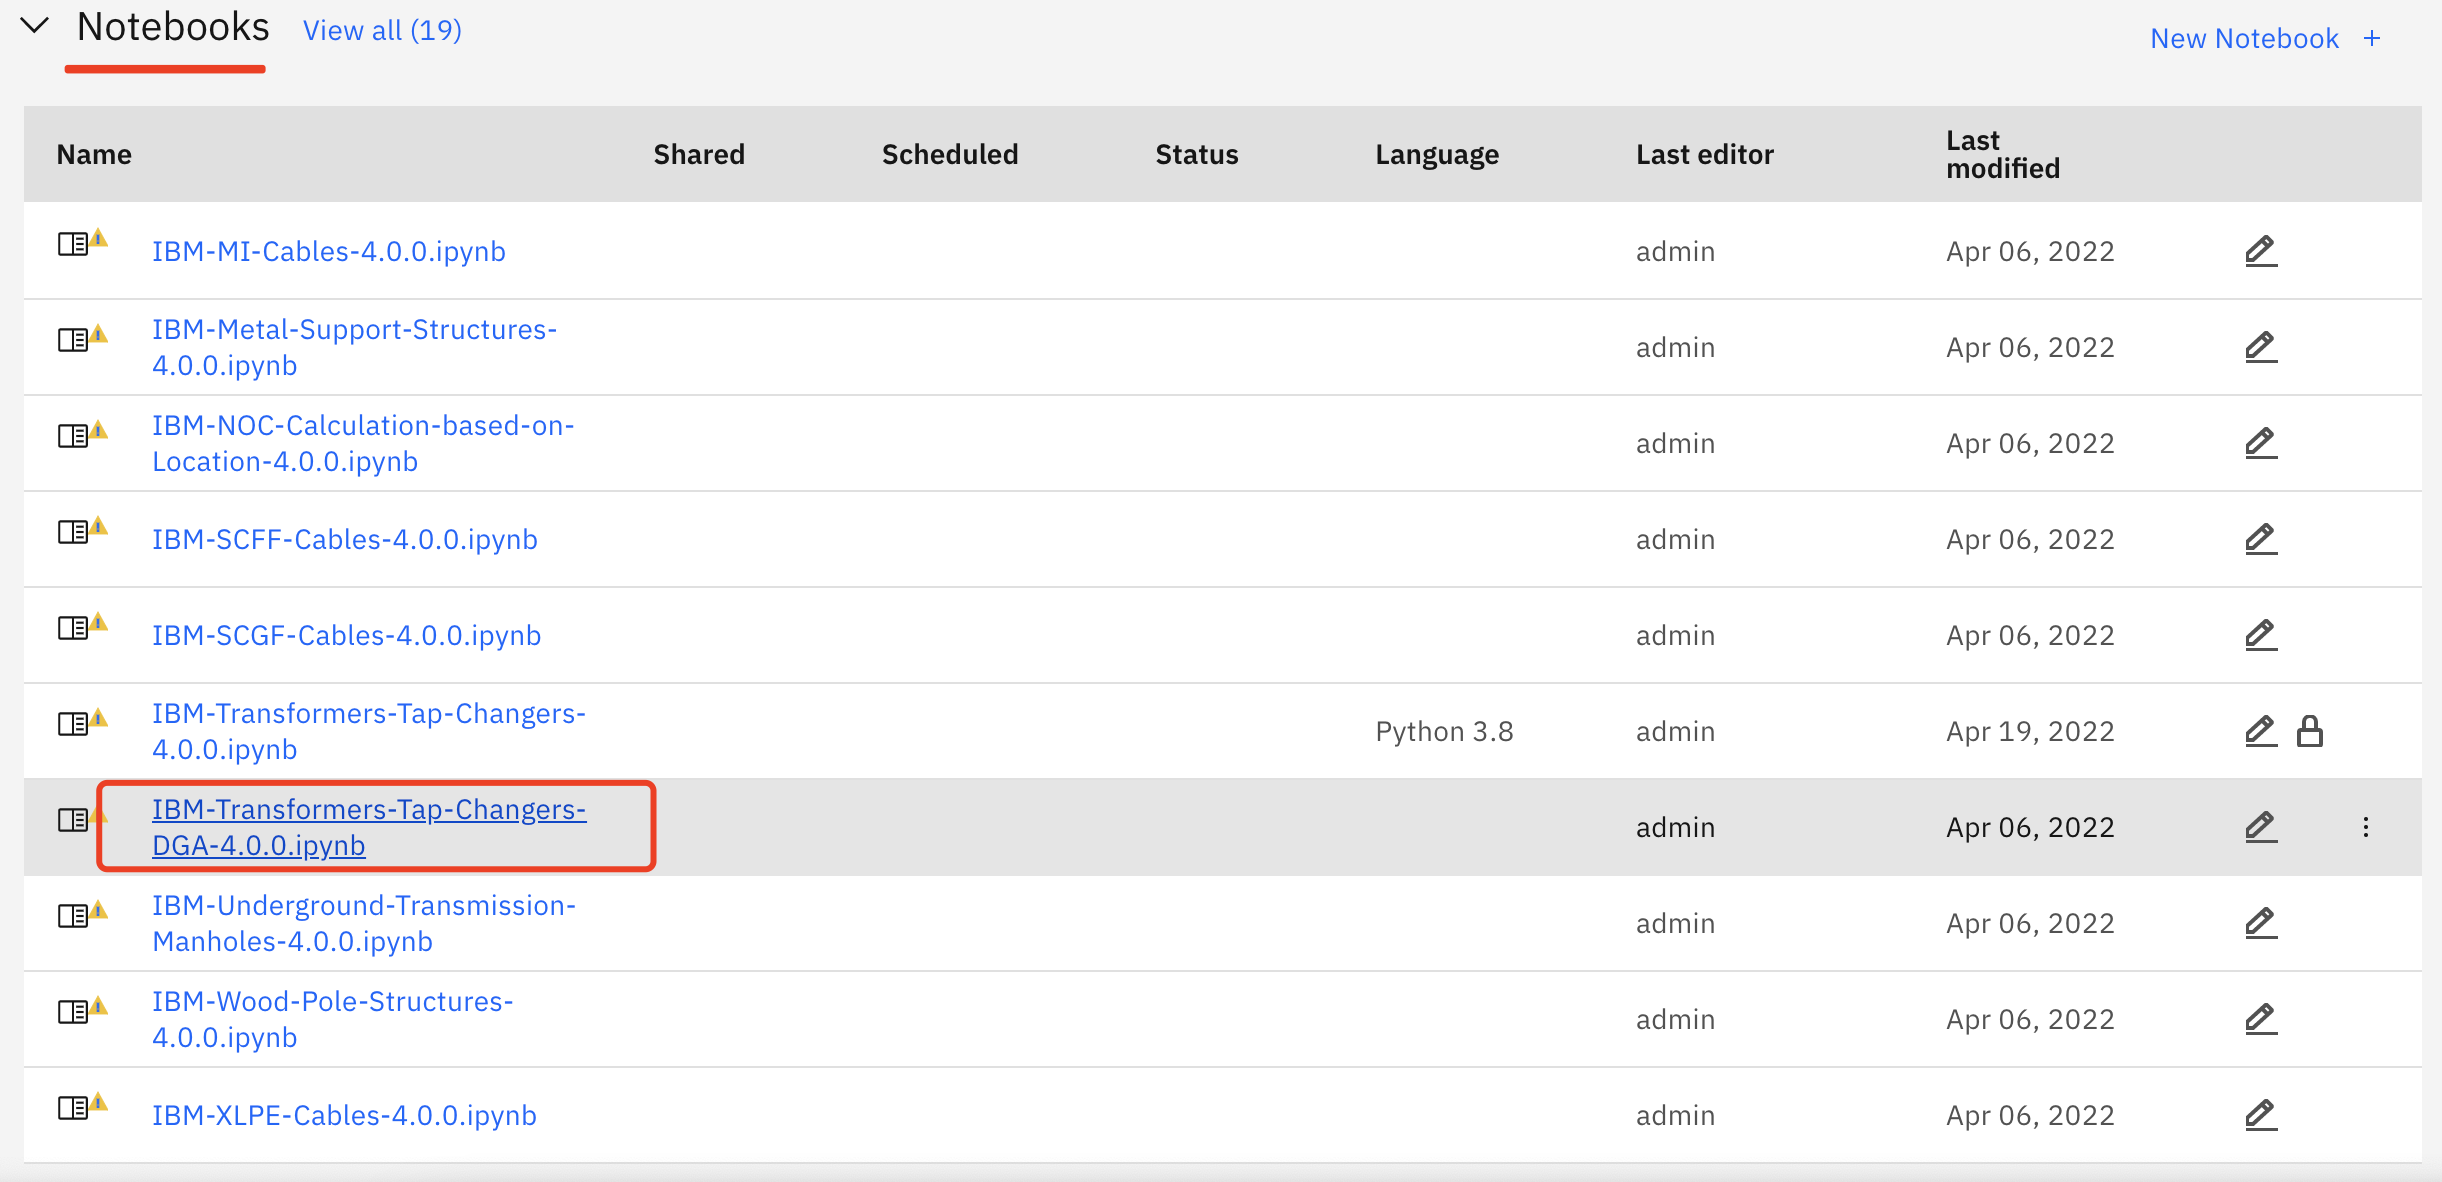 Notebooks View all (19)
New Notebook +
Name Shared Scheduled Status Language Last editor Last modified
IBM-MI-Cables-4.0.0.ipynb admin Apr 06, 2022
IBM-Metal-Support-Structures-
4.0.0.ipynb admin Apr 06, 2022
IBM-NOC-Calculation-based-on-
Location-4.0.0.ipynb admin Apr 06, 2022
IBM-SCFF-Cables-4.0.0.ipynb admin Apr 06, 2022
IBM-SCGF-Cables-4.0.0.ipynb admin Apr 06, 2022
IBM-Transformers-Tap-Changers-
4.0.0.ipynb Python 3.8 admin Apr 19, 2022
IBM-Transformers-Tap-Changers-
DGA-4.0.0.ipynb admin Apr 06, 2022
IBM-Underground-Transmission-
Manholes-4.0.0.ipynb admin Apr 06, 2022
IBM-Wood-Pole-Structures-
4.0.0.ipynb admin Apr 06, 2022
IBM-XLPE-Cables-4.0.0.ipynb admin Apr 06, 2022